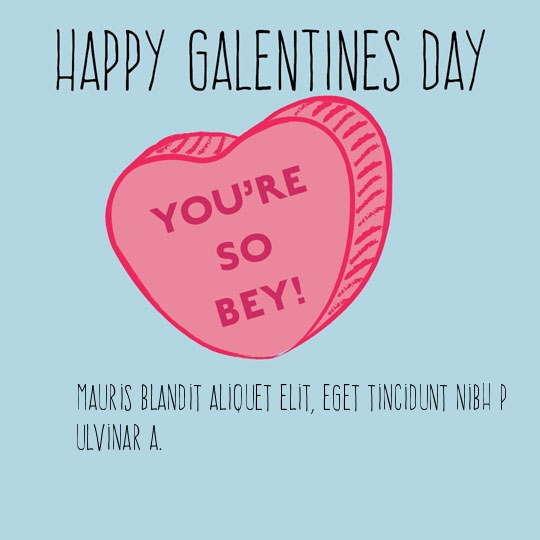 HAPPY GALENTINES DAY
YOU'RE
SO
BEY!
MAURIS BLANDIT ALIQUET ELIT, EGET TINCIDUNT NIBH P
ULVINAR A.